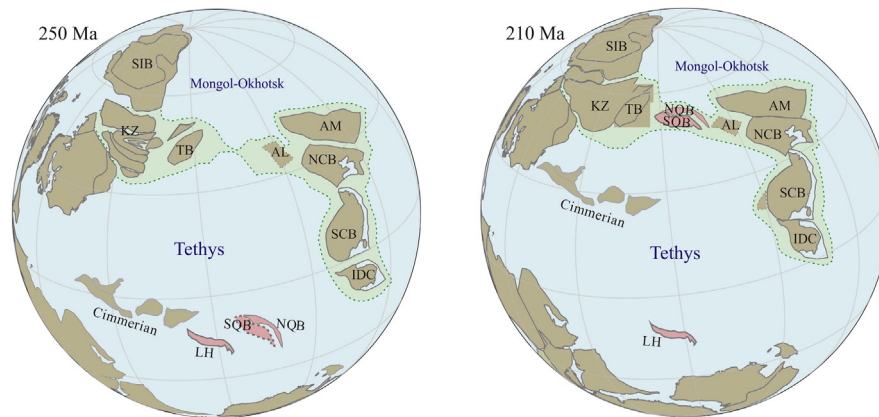 250 Ma
SIB
Mongol-Okhotsk
KZ
TB
AL
AM
NCB
SCB
IDC
Tethys
Cimmerian
SQB
NQB
LH
210 Ma
SIB
Mongol-Okhotsk
KZ
TB
NQB
SQB
AL
AM
NCB
SCB
IDC
Cimmerian
Tethys
LH